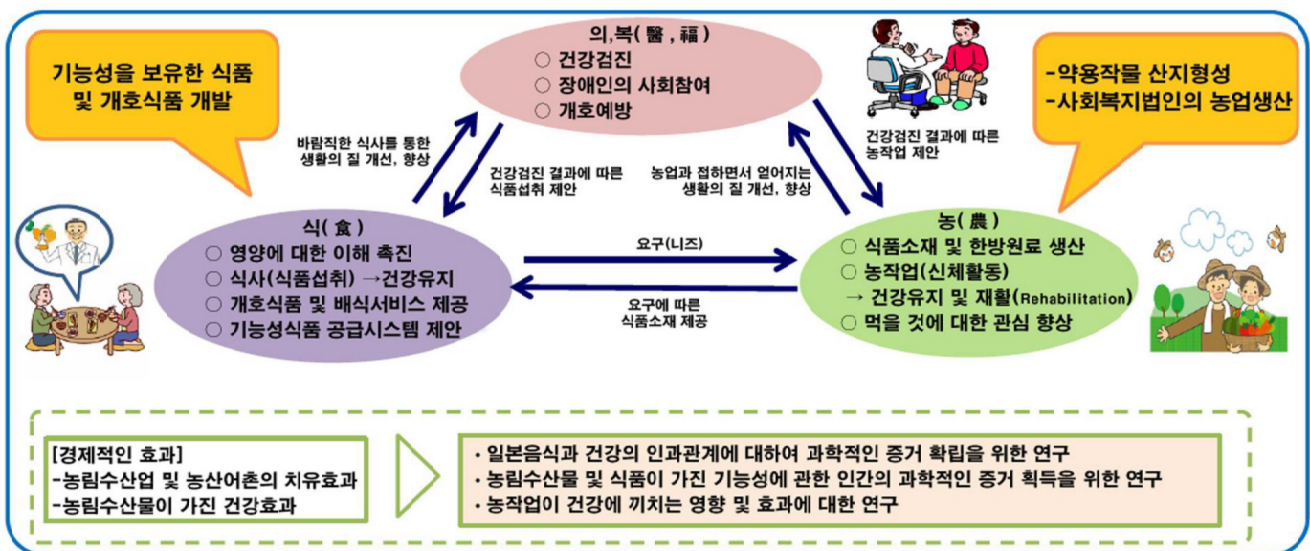 의,복( 醫 , 福 )
○ 건강검진
○ 장애인의 사회참여
○ 개호예방
기능성을 보유한 식품
및 개호식품 개발
-약용작물 산지형성
-사회복지법인의 농업생산
바람직한 식사를 통한
생활의 질 개선, 향상
건강검진 결과에 따른
식품섭취 제안
농업과 접하면서 얻어지는
생활의 질 개선, 향상
건강검진 결과에 따른
농작업 제안
식( 食 )
○ 영양에 대한 이해 촉진
○ 식사(식품섭취) →건강유지
○ 개호식품 및 배식서비스 제공
○ 기능성식품 공급시스템 제안
요구(니즈)
요구에 따른
식품소재 제공
농( 農 )
○ 식품소재 및 한방원료 생산
○ 농작업(신체활동)
→ 건강유지 및 재활(Rehabilitation)
○ 먹을 것에 대한 관심 향상
[경제적인 효과]
-농림수산업 및 농산어촌의 치유효과
-농림수산물이 가진 건강효과
· 일본음식과 건강의 인과관계에 대하여 과학적인 증거 확립을 위한 연구
· 농림수산물 및 식품이 가진 기능성에 관한 인간의 과학적인 증거 획득을 위한 연구
· 농작업이 건강에 끼치는 영향 및 효과에 대한 연구